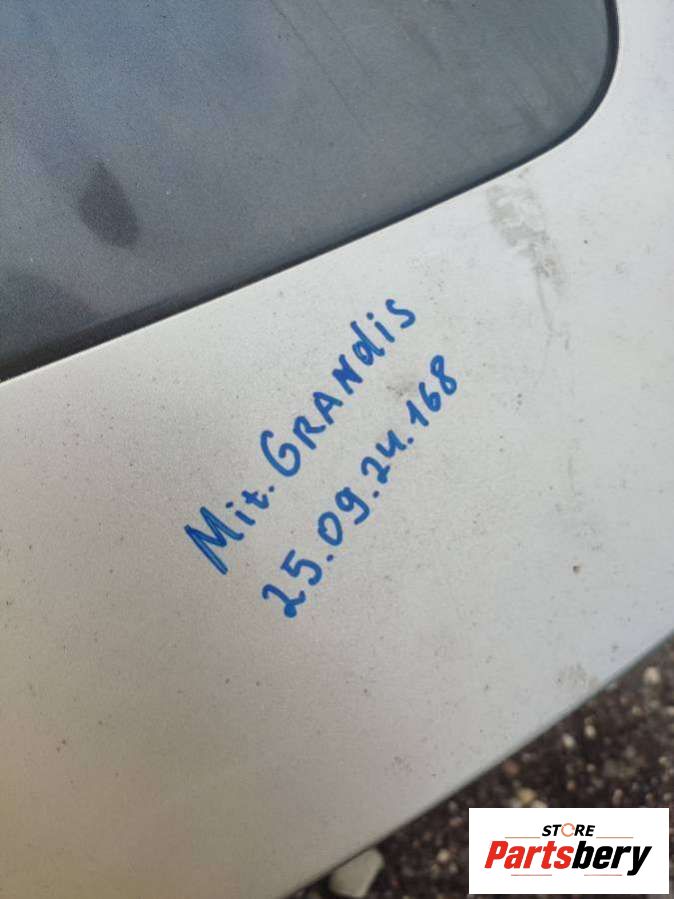 Mit. GRANdis
25.09.24.168
STORE
Partsbery